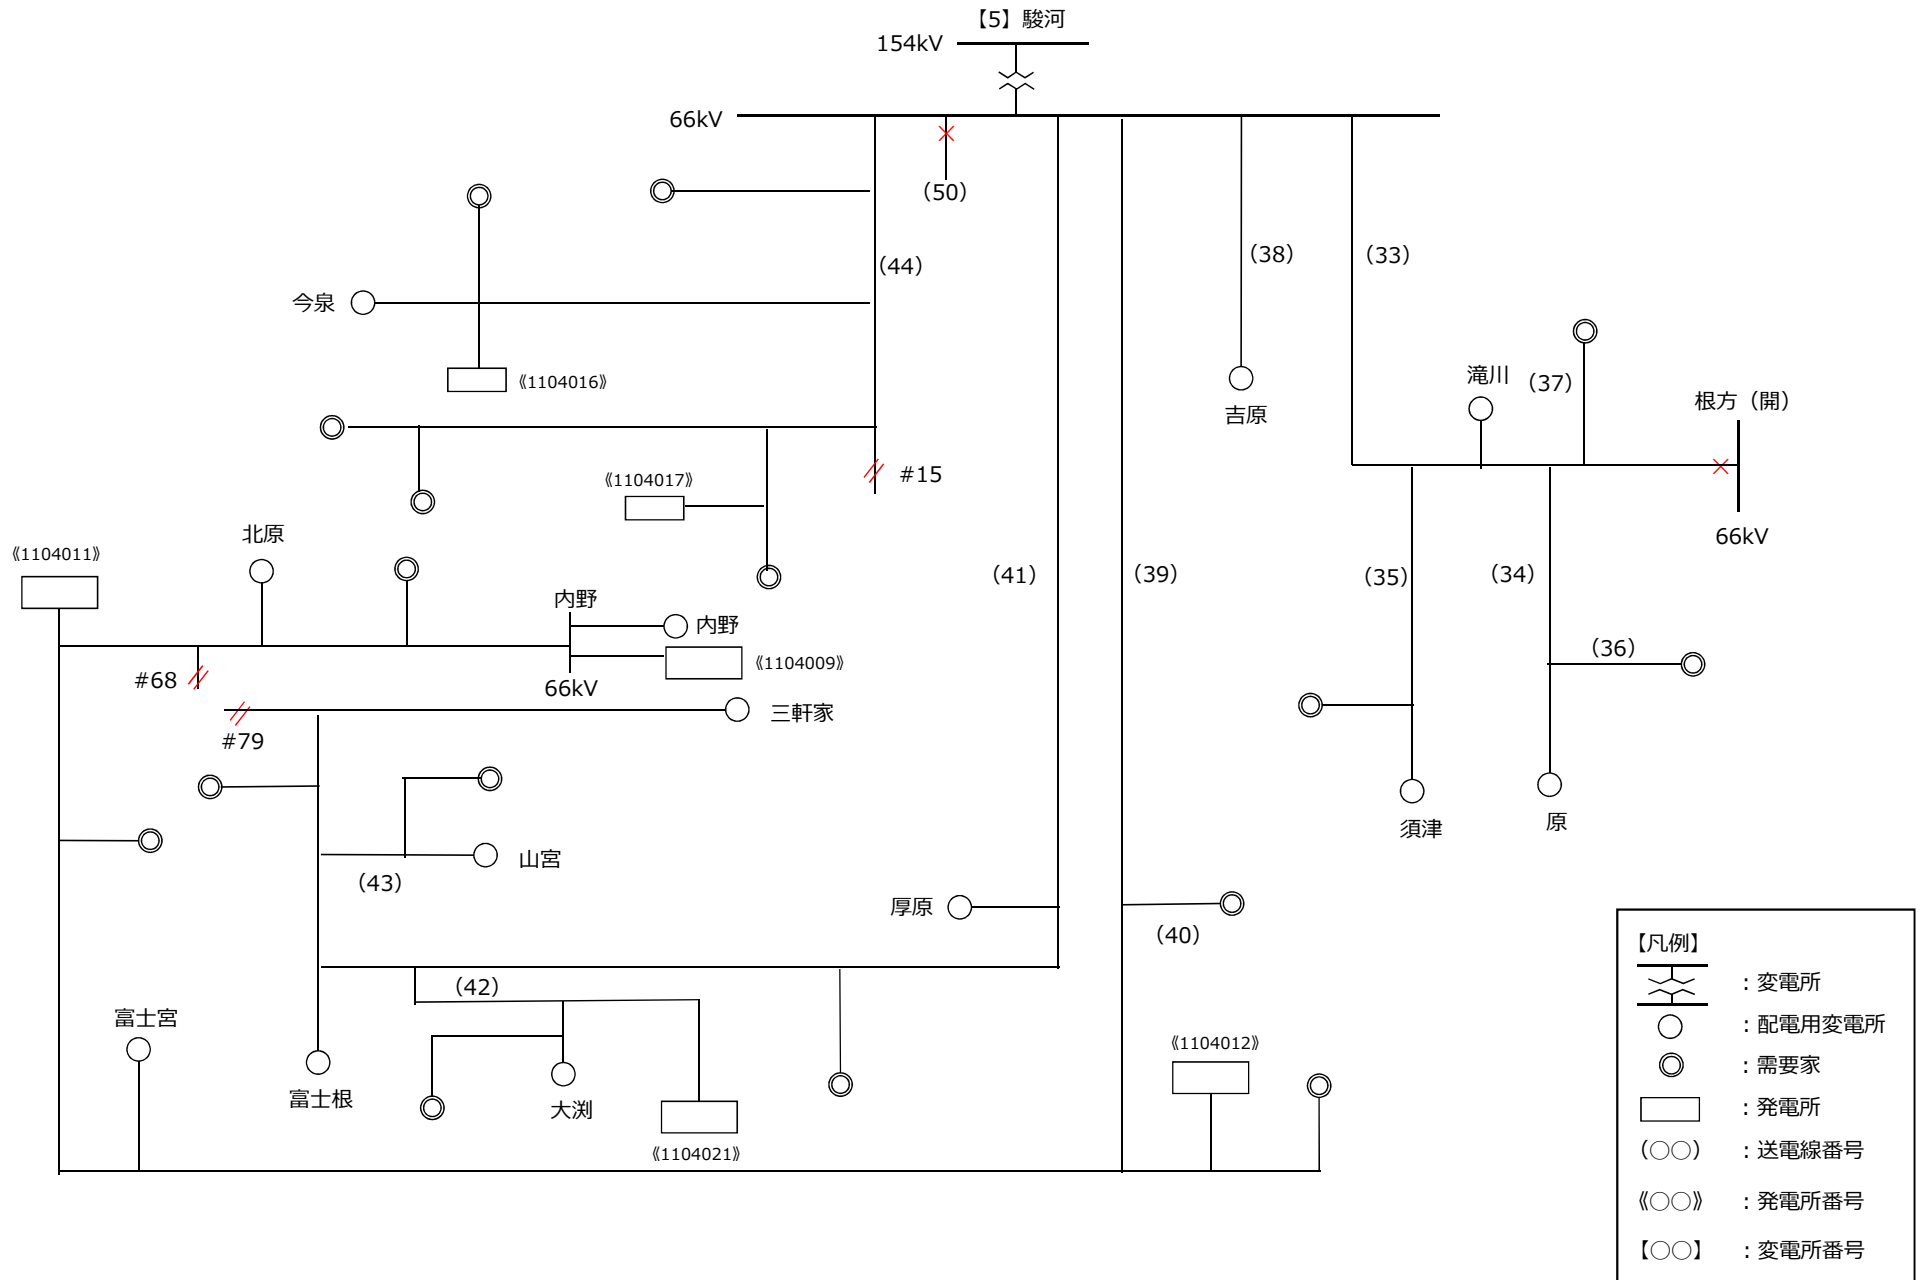 【5】駿河
154kV
66kV
（50）
（44）
（38）
（33）
今泉
《1104016》
滝川
（37）
根方（開）
吉原
#15
《1104017》
66kV
北原
《1104011》
（41）
（39）
（35）
（34）
内野
内野
《1104009》
（36）
#68
66kV
三軒家
#79
須津
原
山宮
（43）
厚原
（40）
（42）
富士宮
《1104012》
富士根
大渕
《1104021》
【凡例】
：変電所
：配電用変電所
：需要家
：発電所
(○○) ：送電線番号
《○○》 ：発電所番号
【○○】 ：変電所番号